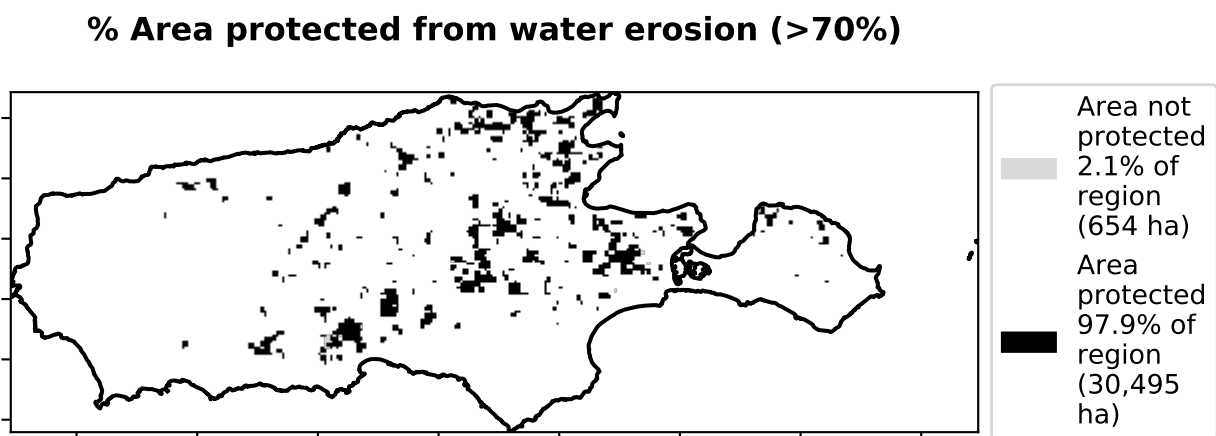 % Area protected from water erosion (>70%)
Area not
protected
2.1% of
region
(654 ha)
Area
protected
97.9% of
region
(30,495
ha)